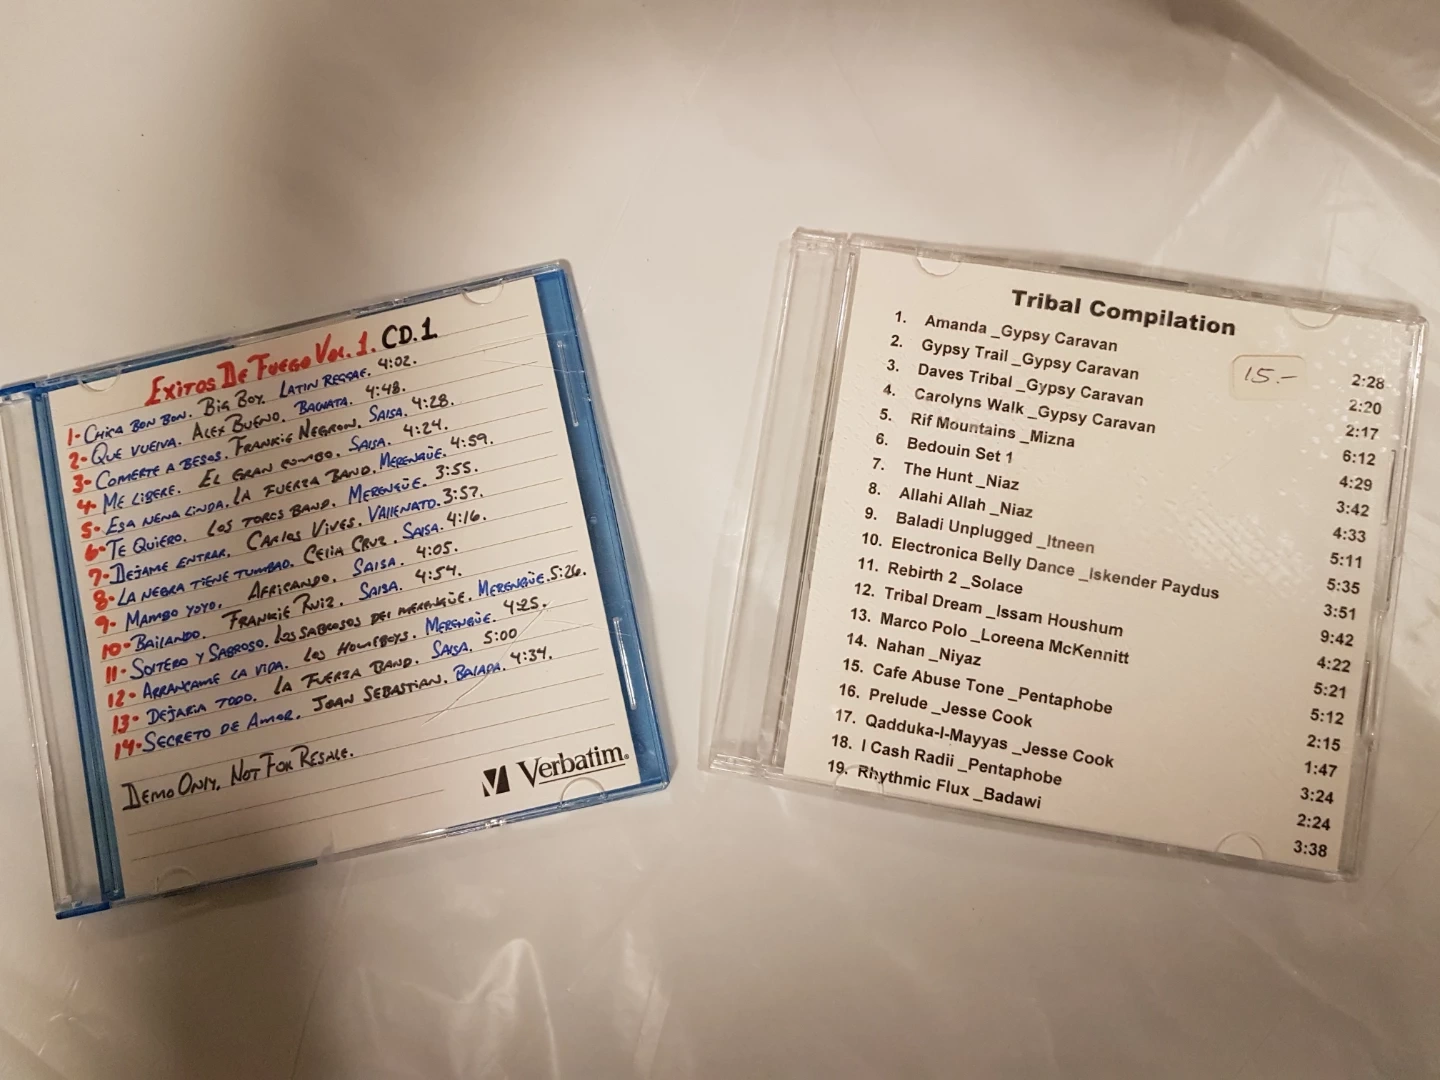 EXITOS DE FUEGO VOL. 1. CD.1
1- CHICA BON BON. BIG BOY. LATIN REGGAE. 4:02.
2- QUE VUELVA. ALEX BUENO. BACHATA. 4:48.
3- COMERTE A BESOS. FRANKIE NEGRON. SALSA. 4:28.
4- ME LIBERE. EL GRAN COMBO. SALSA. 4:24.
5- ESA NENA LINDA. LA FUERZA BAND. MERENGÜE. 4:59.
6- TE QUIERO. LOS TOROS BAND. MERENGÜE. 3:55.
7- DEJAME ENTRAR. CARLOS VIVES. VALLENATO. 3:57.
8- LA NEGRA TIENE TUMBAO. CELIA CRUZ. SALSA. 4:16.
9- MAMBO YOYO. AFRICANDO. SALSA. 4:05.
10- BAILANDO. FRANKIE RUIZ. SALSA. 4:54.
11- SOLTERO Y SABROSO. LOS SABROSOS DEL MERENGÜE. MERENGÜE. 5:26.
12- ARRANCAME LA VIDA. LOS HOMEBOYS. MERENGÜE. 4:25.
13- DEJARIA TODO. LA FUERZA BAND. SALSA. 5:00
14- SECRETO DE AMOR. JOAN SEBASTIAN. BALADA. 4:34.
DEMO ONLY, NOT FOR RESALE.
Verbatim.
Tribal Compilation
15.-
1. Amanda _Gypsy Caravan 2:28
2. Gypsy Trail _Gypsy Caravan 2:20
3. Daves Tribal _Gypsy Caravan 2:17
4. Carolyns Walk _Gypsy Caravan 6:12
5. Rif Mountains _Mizna 4:29
6. Bedouin Set 1 3:42
7. The Hunt _Niaz 4:33
8. Allahi Allah _Niaz 5:11
9. Baladi Unplugged _Itneen 5:35
10. Electronica Belly Dance _Iskender Paydus 3:51
11. Rebirth 2 _Solace 9:42
12. Tribal Dream _Issam Houshum 4:22
13. Marco Polo _Loreena McKennitt 5:21
14. Nahan _Niyaz 5:12
15. Cafe Abuse Tone _Pentaphobe 2:15
16. Prelude _Jesse Cook 1:47
17. Qadduka-l-Mayyas _Jesse Cook 3:24
18. I Cash Radii _Pentaphobe 2:24
19. Rhythmic Flux _Badawi 3:38